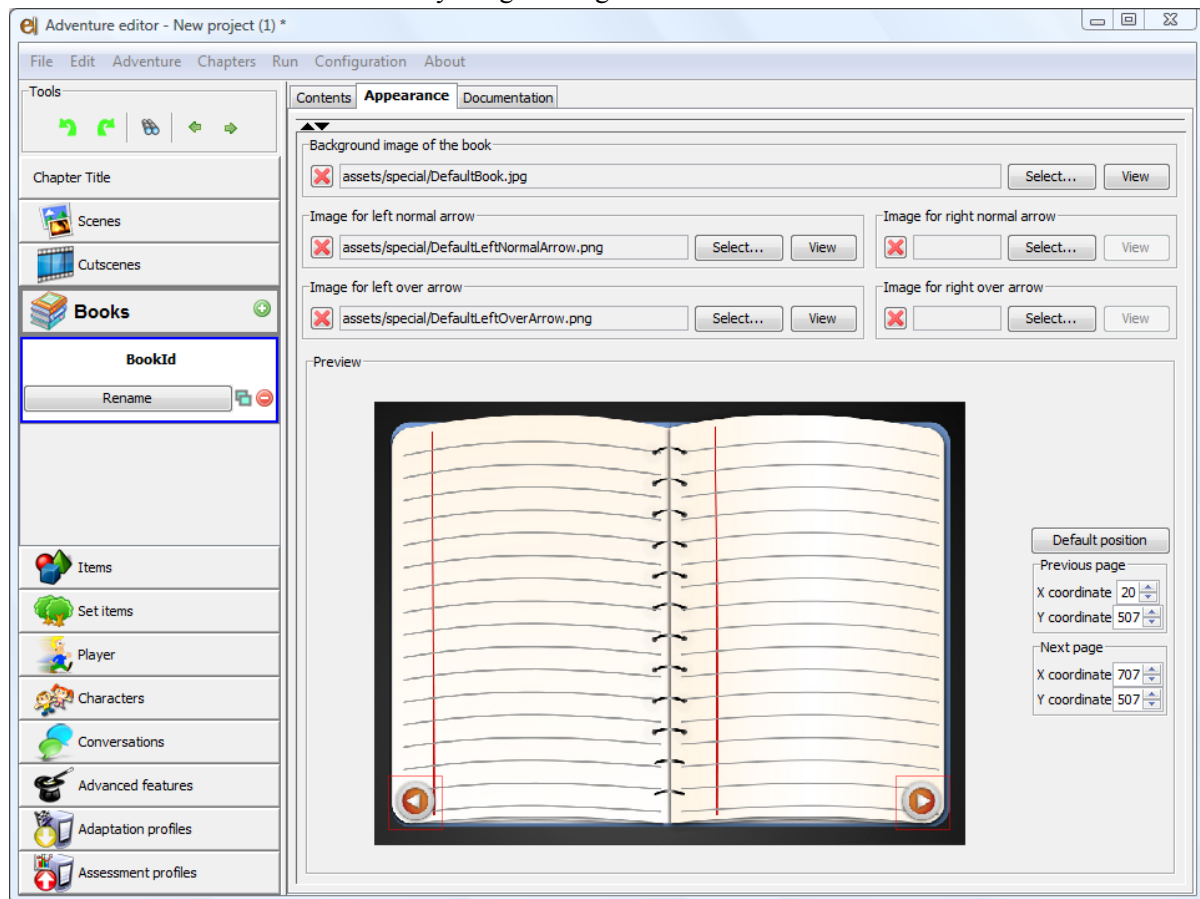 Adventure editor - New project (1) *
File Edit Adventure Chapters Run Configuration About
Tools
Contents Appearance Documentation
Background image of the book
assets/special/DefaultBook.jpg Select... View
Chapter Title
Image for left normal arrow Image for right normal arrow
Scenes
assets/special/DefaultLeftNormalArrow.png Select... View Select... View
Cutscenes
Image for left over arrow Image for right over arrow
Books
assets/special/DefaultLeftOverArrow.png Select... View Select... View
BookId
Preview
Rename
Default position
Previous page
Items
X coordinate 20
Set items
Y coordinate 507
Next page
Player
X coordinate 707
Characters
Y coordinate 507
Conversations
Advanced features
Adaptation profiles
Assessment profiles